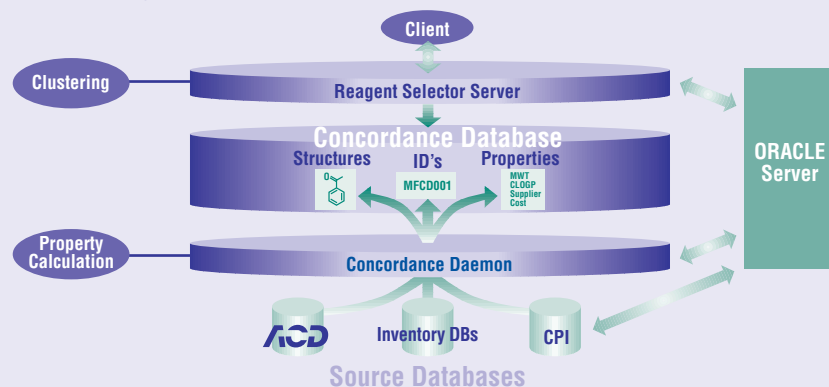 Client
Clustering
Reagent Selector Server
Concordance Database
Structures
ID's
Properties
O
MFCD001
MWT
CLOGP
Supplier
Cost
ORACLE
Server
Property
Calculation
Concordance Daemon
ACD
Inventory DBs
CPI
Source Databases